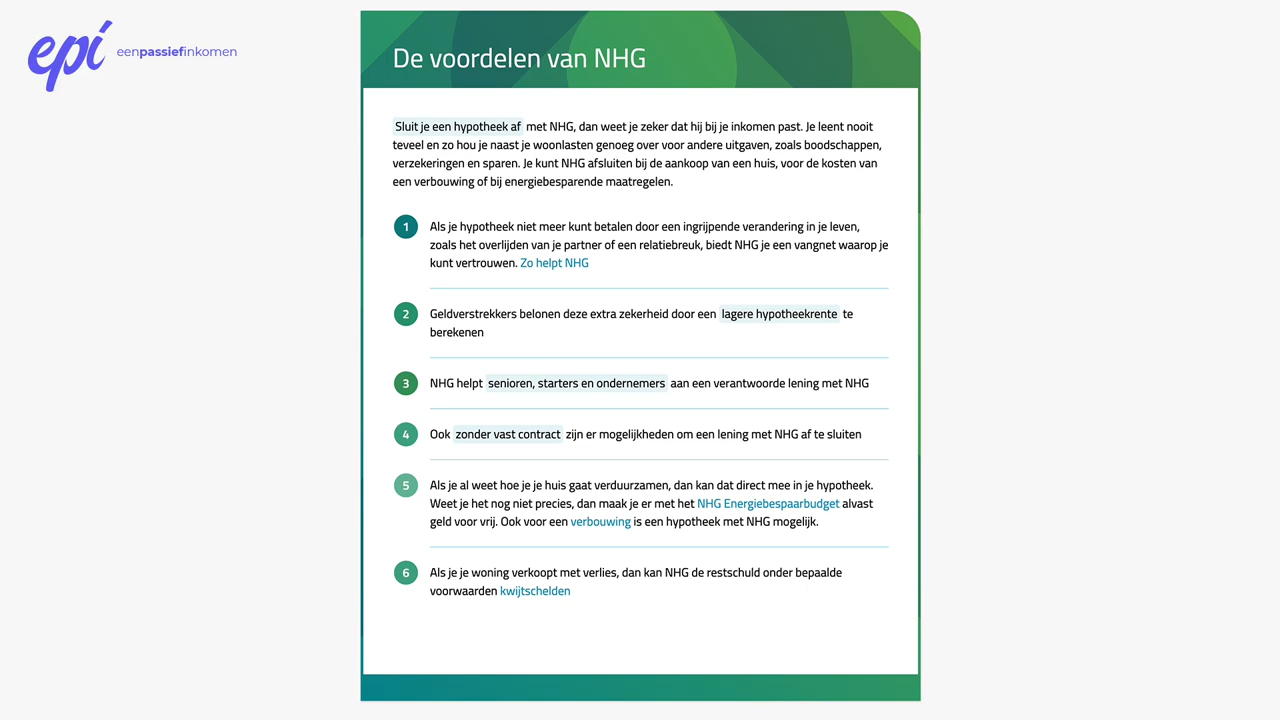 epi
eenpassiefinkomen
De voordelen van NHG
Sluit je een hypotheek af met NHG, dan weet je zeker dat hij bij je inkomen past. Je leent nooit
teveel en zo hou je naast je woonlasten genoeg over voor andere uitgaven, zoals boodschappen,
verzekeringen en sparen. Je kunt NHG afsluiten bij de aankoop van een huis, voor de kosten van
een verbouwing of bij energiebesparende maatregelen.
1 Als je hypotheek niet meer kunt betalen door een ingrijpende verandering in je leven,
zoals het overlijden van je partner of een relatiebreuk, biedt NHG je een vangnet waarop je
kunt vertrouwen. Zo helpt NHG
2 Geldverstrekkers belonen deze extra zekerheid door een lagere hypotheekrente te
berekenen
3 NHG helpt senioren, starters en ondernemers aan een verantwoorde lening met NHG
4 Ook zonder vast contract zijn er mogelijkheden om een lening met NHG af te sluiten
5 Als je al weet hoe je je huis gaat verduurzamen, dan kan dat direct mee in je hypotheek.
Weet je het nog niet precies, dan maak je er met het NHG Energiebespaarbudget alvast
geld voor vrij. Ook voor een verbouwing is een hypotheek met NHG mogelijk.
6 Als je je woning verkoopt met verlies, dan kan NHG de restschuld onder bepaalde
voorwaarden kwijtschelden